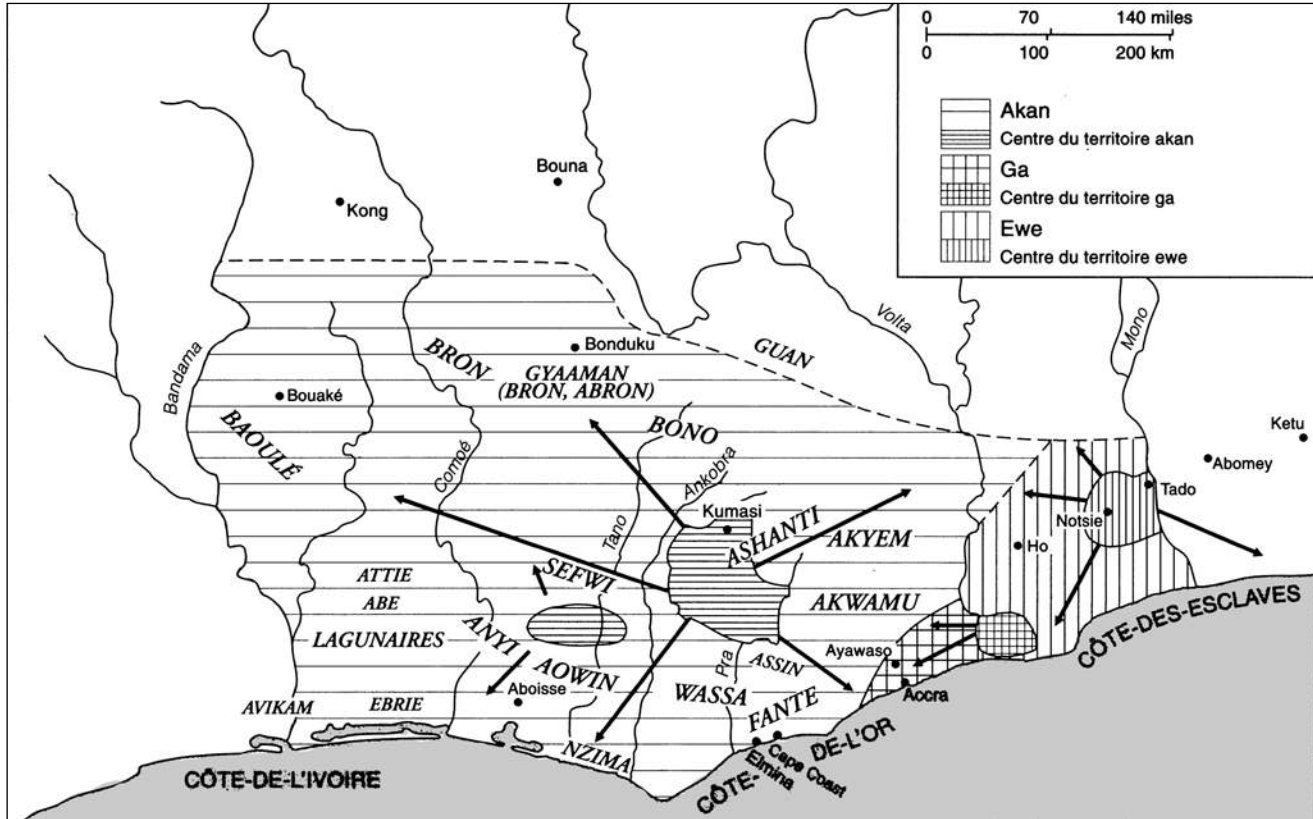 0 70 140 miles
0 100 200 km
Akan
Centre du territoire akan
Ga
Centre du territoire ga
Ewe
Centre du territoire ewe
Bouna
Kong
Volta
Mono
Bandama
BRON
Bonduku
GUAN
GYAAMAN
(BRON, ABRON)
Bouaké
BAOULÉ
BONO
Ketu
Abomey
Comoé
Ankobra
Tado
Kumasi
Notsie
Tano
ASHANTI
AKYEM
Ho
SEFWI
ATTIE
ABE
AKWAMU
LAGUNAIRES
ANYI
CÔTE-DES-ESCLAVES
Ayawaso
ASSIN
Pra
AOWIN
Aboisse
WASSA
Accra
AVIKAM
EBRIE
FANTE
NZIMA
Cape Coast
Elmina
CÔTE-DE-L'OR
CÔTE-DE-L'IVOIRE